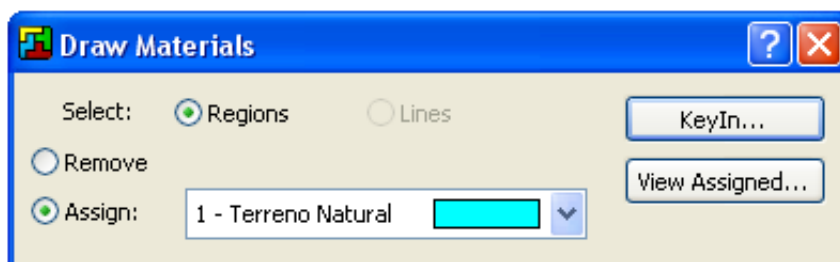 Draw Materials ?
Select: Regions Lines KeyIn...
Remove
View Assigned...
Assign: 1 - Terreno Natural